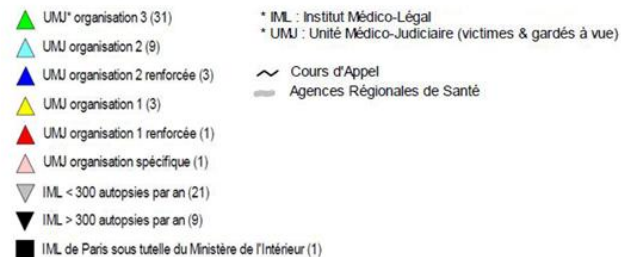 UMJ* organisation 3 (31)
UMJ organisation 2 (9)
UMJ organisation 2 renforcée (3)
UMJ organisation 1 (3)
UMJ organisation 1 renforcée (1)
UMJ organisation spécifique (1)
IML < 300 autopsies par an (21)
IML > 300 autopsies par an (9)
IML de Paris sous tutelle du Ministère de l'Intérieur (1)
* IML : Institut Médico-Légal
* UMJ : Unité Médico-Judiciaire (victimes & gardés à vue)
Cours d'Appel
Agences Régionales de Santé